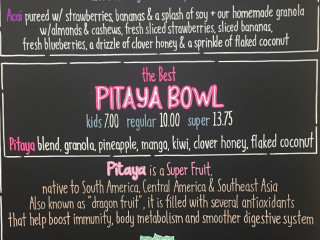 Acai pureed w/ strawberries, bananas & a splash of soy + our homemade granola
w/almonds & cashews, fresh sliced strawberries, sliced bananas,
fresh blueberries, a drizzle of clover honey & a sprinkle of flaked coconut
the Best
PITAYA BOWL
kids 7.00 regular 10.00 super 13.75
Pitaya blend, granola, pineapple, mango, kiwi, clover honey, flaked coconut
Pitaya is a Super Fruit,
native to South America, Central America & Southeast Asia
Also known as "dragon fruit", it is filled with several antioxidants
that help boost immunity, body metabolism and smoother digestive system